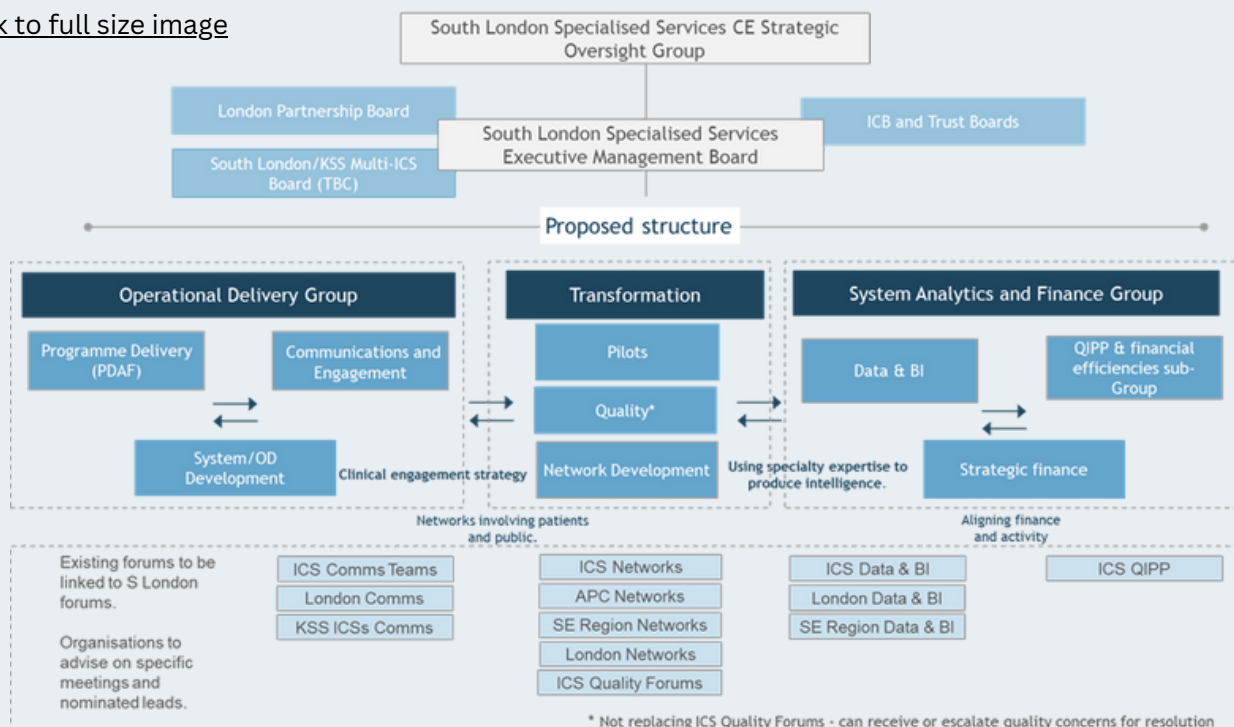 k to full size image
South London Specialised Services CE Strategic
Oversight Group
London Partnership Board
South London/KSS Multi-ICS
Board (TBC)
South London Specialised Services
Executive Management Board
ICB and Trust Boards
Proposed structure
Operational Delivery Group
Programme Delivery
(PDAF)
Communications and
Engagement
System/OD
Development
Clinical engagement strategy
Transformation
Pilots
Quality*
Network Development
Networks involving patients
and public.
System Analytics and Finance Group
Data & BI
QIPP & financial
efficiencies sub-
Group
Strategic finance
Using specialty expertise to
produce intelligence.
Aligning finance
and activity
Existing forums to be
linked to S London
forums.
Organisations to
advise on specific
meetings and
nominated leads.
ICS Comms Teams
London Comms
KSS ICSs Comms
ICS Networks
APC Networks
SE Region Networks
London Networks
ICS Quality Forums
ICS Data & BI
London Data & BI
SE Region Data & BI
ICS QIPP
* Not replacing ICS Quality Forums - can receive or escalate quality concerns for resolution